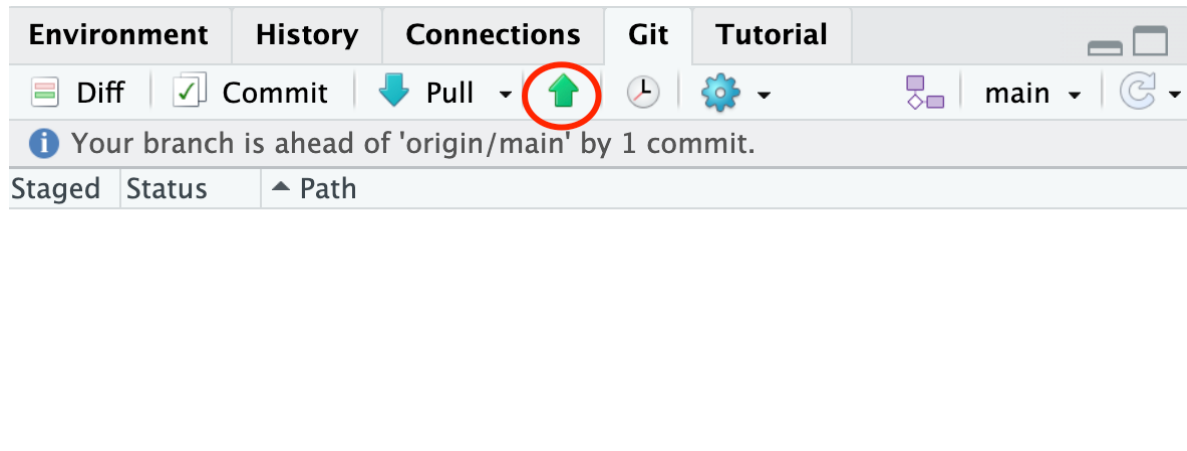 Environment History Connections Git Tutorial
Diff Commit Pull main
Your branch is ahead of 'origin/main' by 1 commit.
Staged Status Path